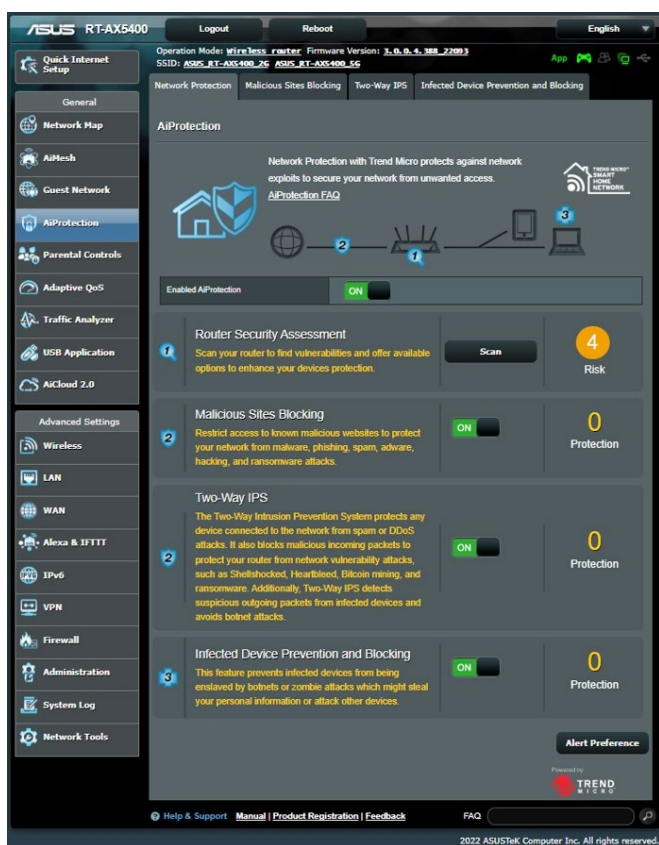 ASUS RT-AX5400
Logout
Reboot
English
Quick Internet
Setup
Operation Mode: Wireless router Firmware Version: 3.0.0.4.388_22093
SSID: ASUS_RT-AX5400_2G ASUS_RT-AX5400_5G
App
Network Protection
Malicious Sites Blocking
Two-Way IPS
Infected Device Prevention and Blocking
General
Network Map
AiMesh
Guest Network
AiProtection
Parental Controls
Adaptive QoS
Traffic Analyzer
USB Application
AiCloud 2.0
Advanced Settings
Wireless
LAN
WAN
Alexa & IFTTT
IPv6
VPN
Firewall
Administration
System Log
Network Tools
AiProtection
Network Protection with Trend Micro protects against network
exploits to secure your network from unwanted access.
AiProtection FAQ
TREND MICRO™
SMART
HOME
NETWORK
2
1
3
Enabled AiProtection
ON
1
Router Security Assessment
Scan your router to find vulnerabilities and offer available
options to enhance your devices protection.
Scan
4
Risk
2
Malicious Sites Blocking
Restrict access to known malicious websites to protect
your network from malware, phishing, spam, adware,
hacking, and ransomware attacks.
ON
0
Protection
2
Two-Way IPS
The Two-Way Intrusion Prevention System protects any
device connected to the network from spam or DDoS
attacks. It also blocks malicious incoming packets to
protect your router from network vulnerability attacks,
such as Shellshocked, Heartbleed, Bitcoin mining, and
ransomware. Additionally, Two-Way IPS detects
suspicious outgoing packets from infected devices and
avoids botnet attacks.
ON
0
Protection
3
Infected Device Prevention and Blocking
This feature prevents infected devices from being
enslaved by botnets or zombie attacks which might steal
your personal information or attack other devices.
ON
0
Protection
Alert Preference
Powered by
TREND
MICRO
Help & Support
Manual | Product Registration | Feedback
FAQ
2022 ASUSTeK Computer Inc. All rights reserved.